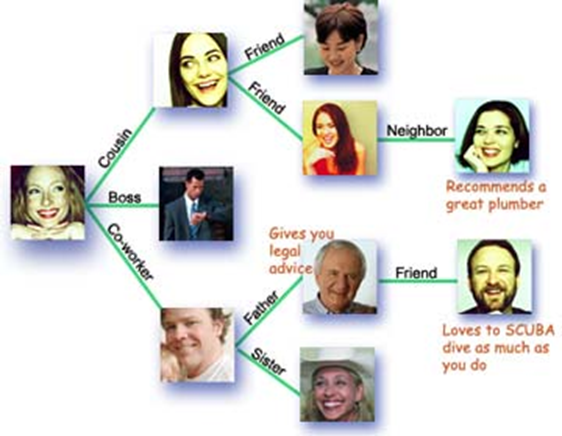 Friend
Friend
Cousin
Neighbor
Boss
Recommends a
great plumber
Co-worker
Gives you
legal
advice
Father
Friend
Sister
Loves to SCUBA
dive as much as
you do